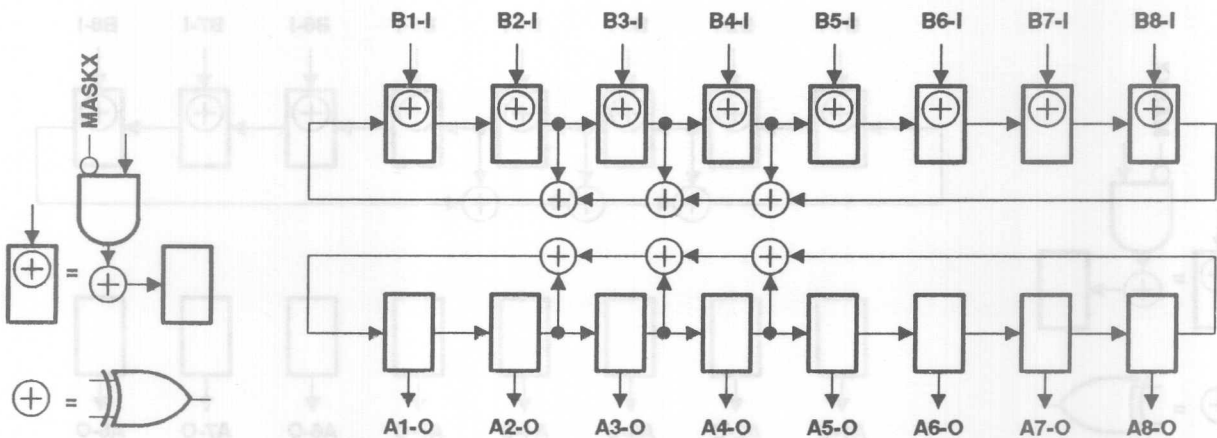 B1-I B2-I B3-I B4-I B5-I B6-I B7-I B8-I
MASKX
=
=
A1-O A2-O A3-O A4-O A5-O A6-O A7-O A8-O